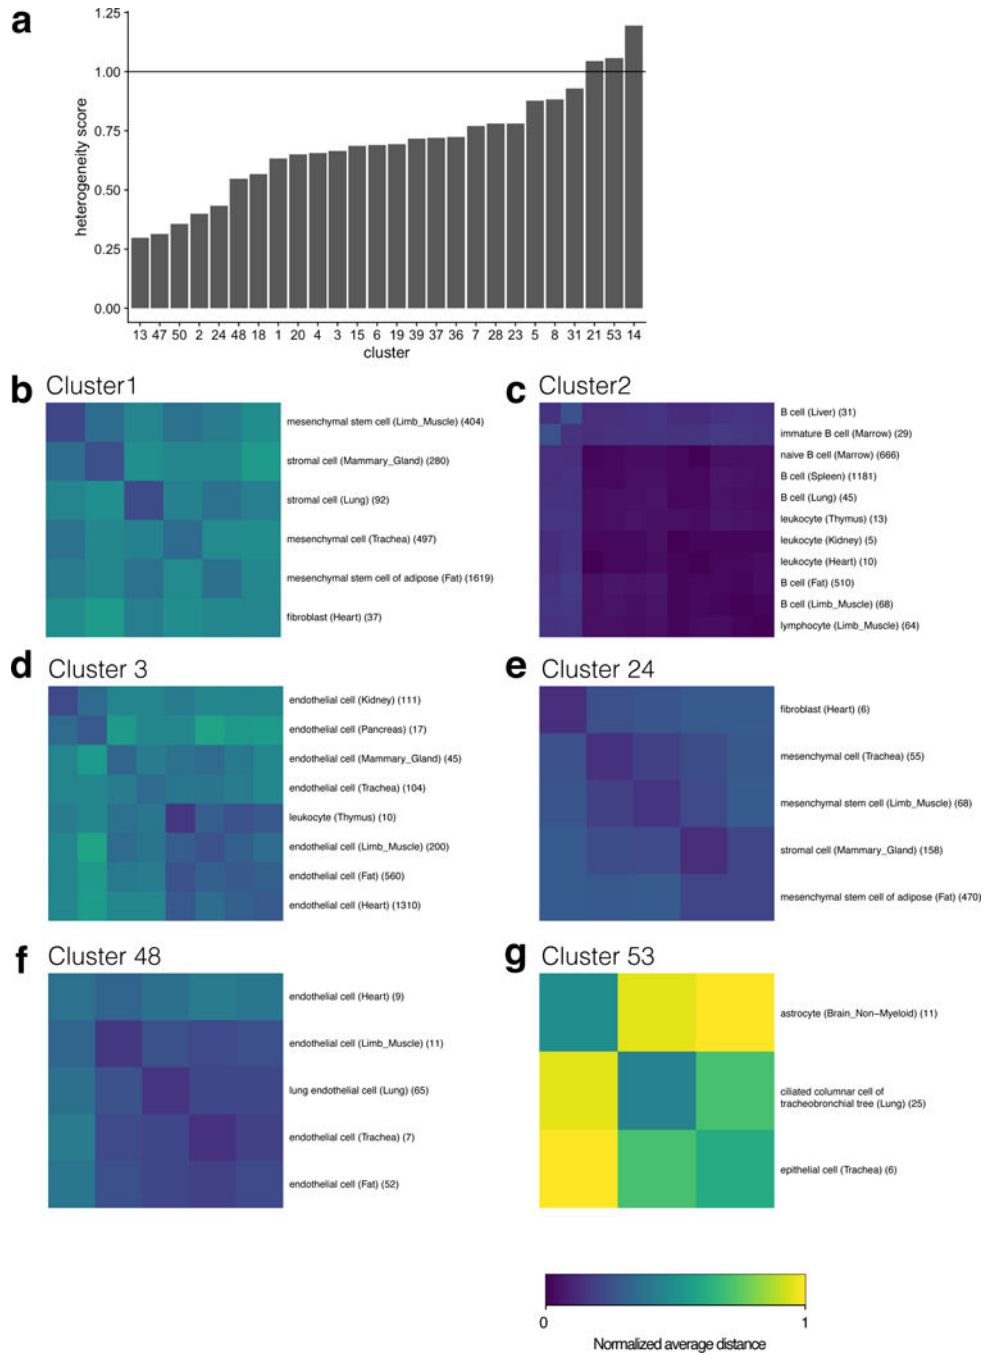 a
1.25
1.00
0.75
0.50
0.25
0.00
heterogeneity score
13 47 50 2 24 48 18 1 20 4 3 15 6 19 39 37 36 7 28 23 5 8 31 21 53 14
cluster
b Cluster1
mesenchymal stem cell (Limb_Muscle) (404)
stromal cell (Mammary_Gland) (280)
stromal cell (Lung) (92)
mesenchymal cell (Trachea) (497)
mesenchymal stem cell of adipose (Fat) (1619)
fibroblast (Heart) (37)
c Cluster2
B cell (Liver) (31)
immature B cell (Marrow) (29)
naive B cell (Marrow) (666)
B cell (Spleen) (1181)
B cell (Lung) (45)
leukocyte (Thymus) (13)
leukocyte (Kidney) (5)
leukocyte (Heart) (10)
B cell (Fat) (510)
B cell (Limb_Muscle) (68)
lymphocyte (Limb_Muscle) (64)
d Cluster 3
endothelial cell (Kidney) (111)
endothelial cell (Pancreas) (17)
endothelial cell (Mammary_Gland) (45)
endothelial cell (Trachea) (104)
leukocyte (Thymus) (10)
endothelial cell (Limb_Muscle) (200)
endothelial cell (Fat) (560)
endothelial cell (Heart) (1310)
e Cluster 24
fibroblast (Heart) (6)
mesenchymal cell (Trachea) (55)
mesenchymal stem cell (Limb_Muscle) (68)
stromal cell (Mammary_Gland) (158)
mesenchymal stem cell of adipose (Fat) (470)
f Cluster 48
endothelial cell (Heart) (9)
endothelial cell (Limb_Muscle) (11)
lung endothelial cell (Lung) (65)
endothelial cell (Trachea) (7)
endothelial cell (Fat) (52)
g Cluster 53
astrocyte (Brain_Non−Myeloid) (11)
ciliated columnar cell of
tracheobronchial tree (Lung) (25)
epithelial cell (Trachea) (6)
0 1
Normalized average distance